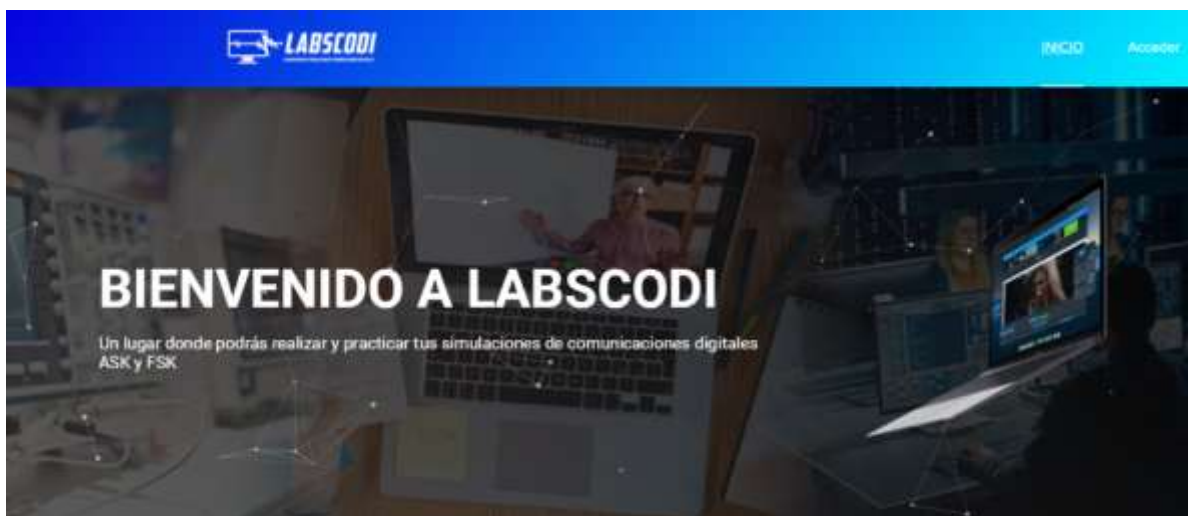 LABSCODI
INICIO
Acceder
BIENVENIDO A LABSCODI
Un lugar donde podrás realizar y practicar tus simulaciones de comunicaciones digitales
ASK y FSK